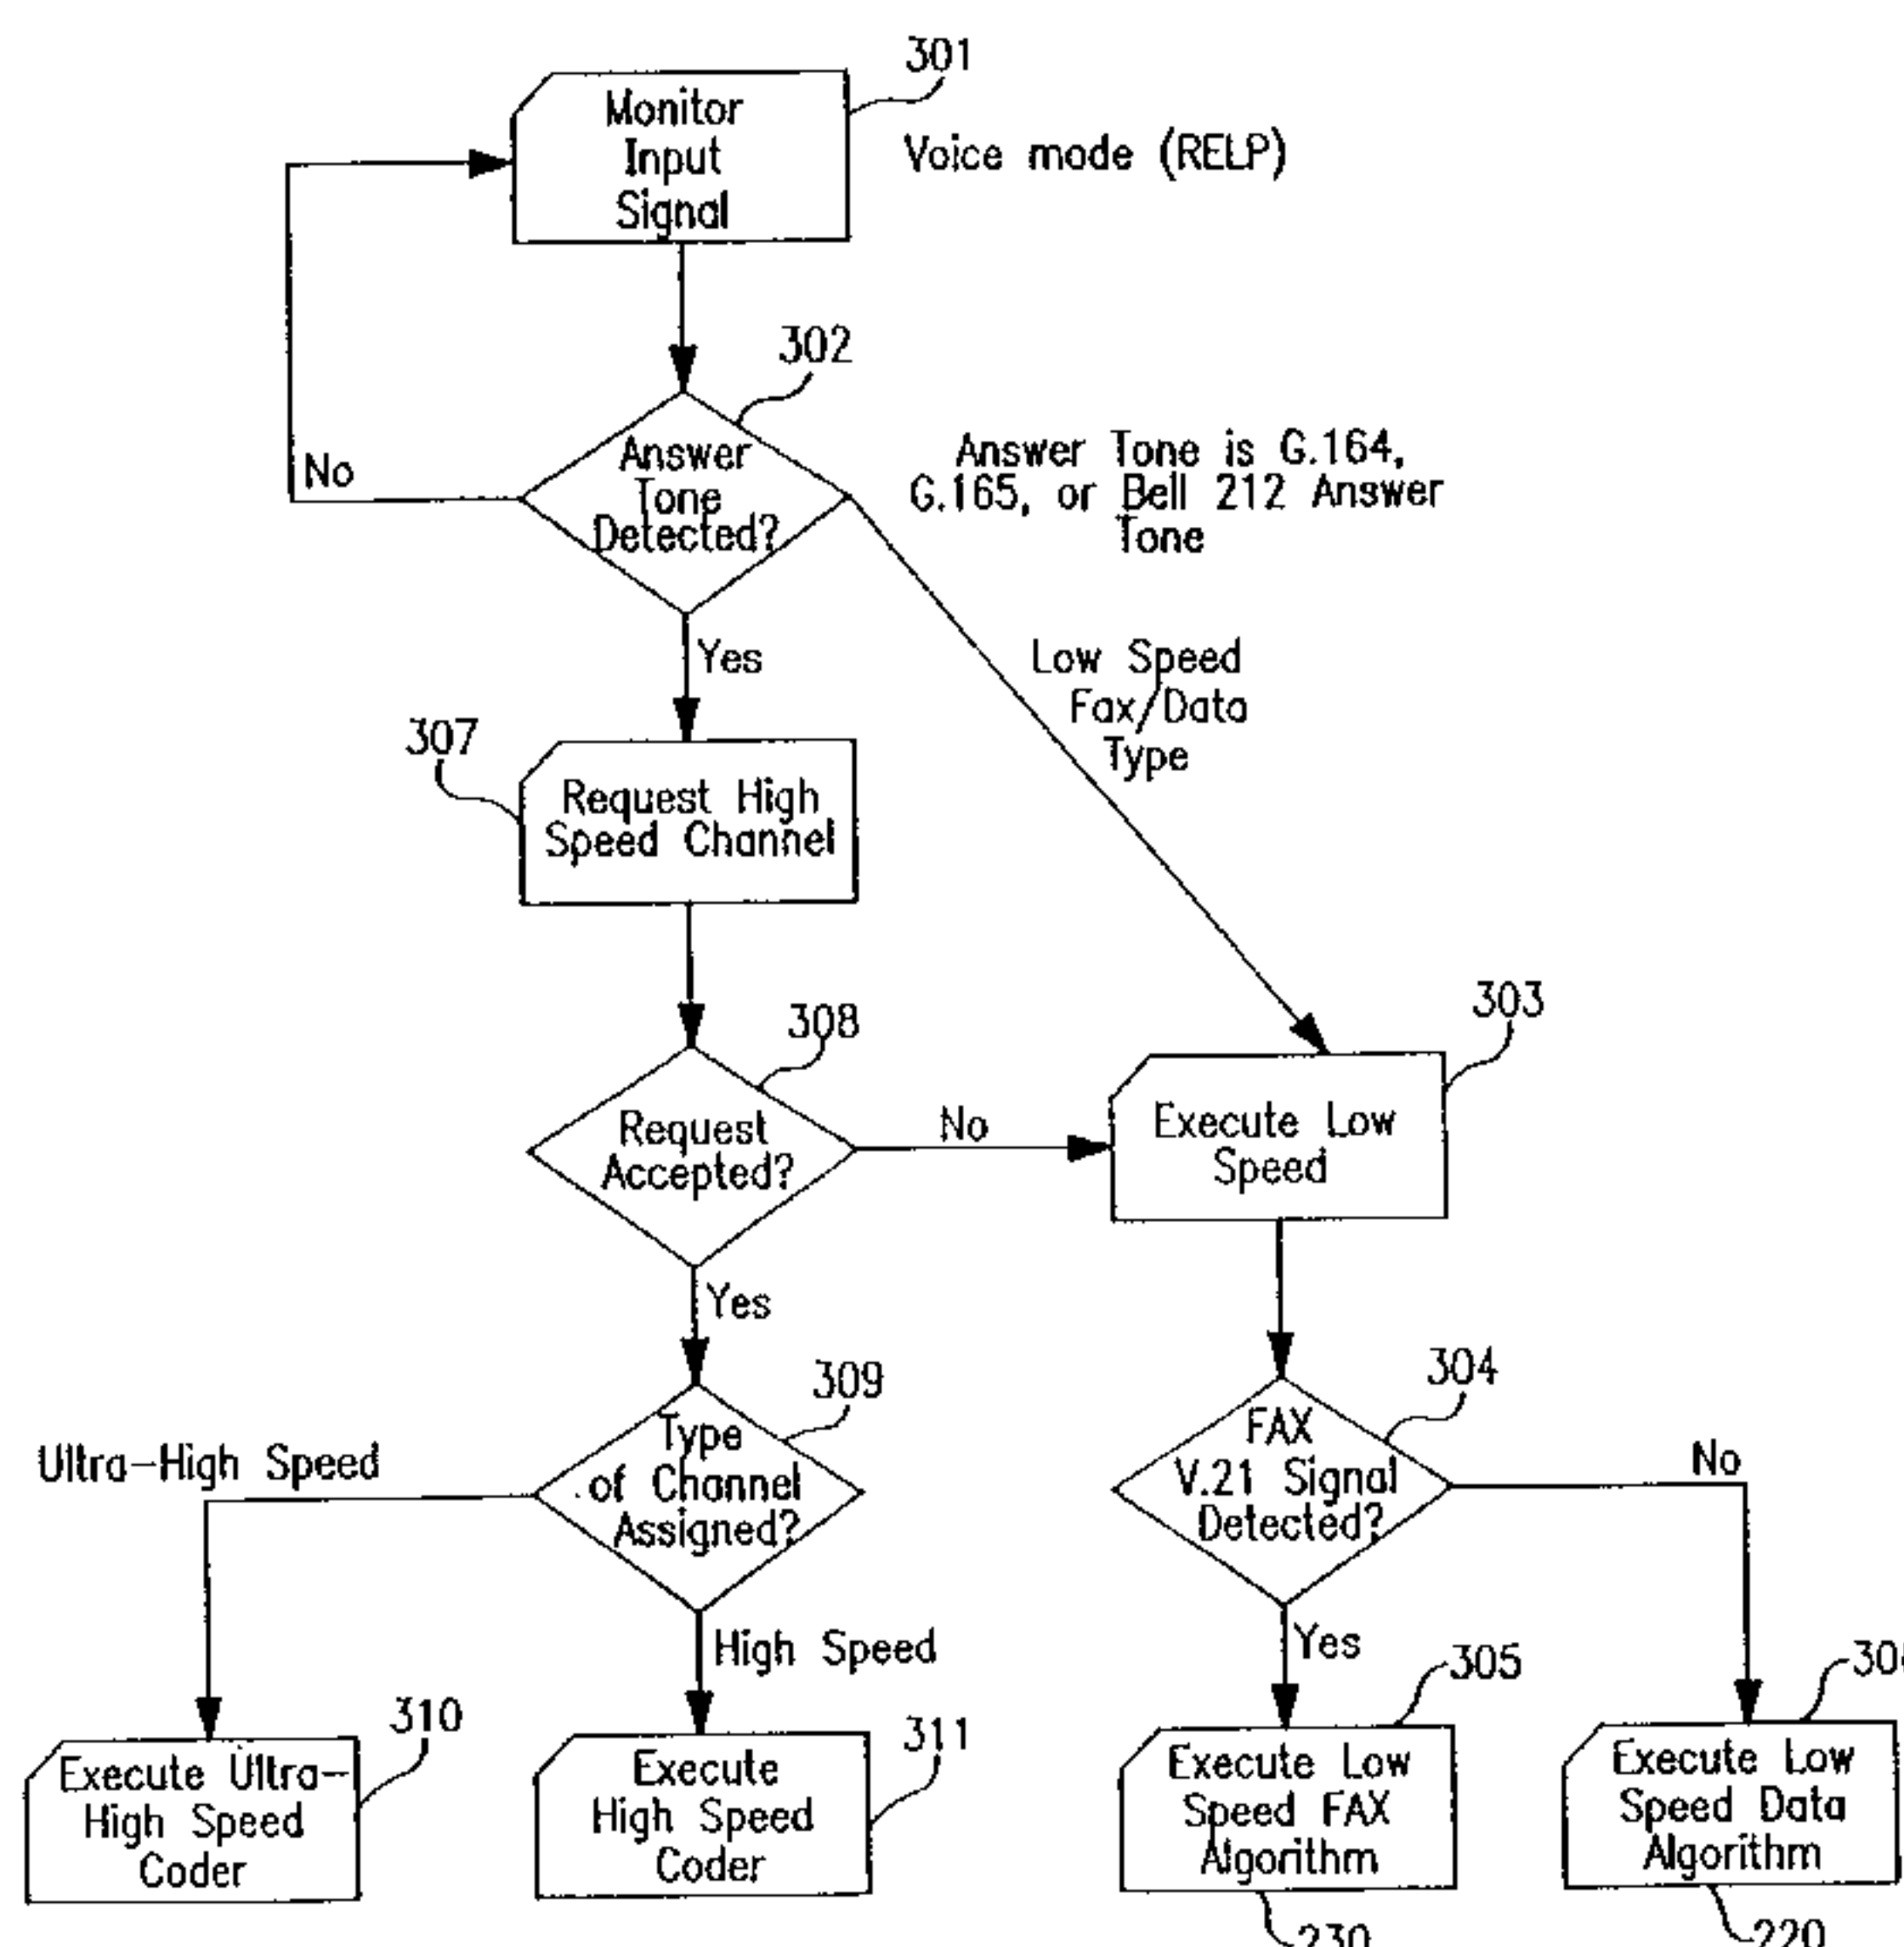 301
Monitor
Input
Signal
Voice mode (RELP)
302
Answer
Tone
Detected?
No
Answer Tone is G.164,
G.165, or Bell 212 Answer
Tone
Yes
Low Speed
Fax/Data
Type
307
Request High
Speed Channel
308
Request
Accepted?
No
303
Execute Low
Speed
Yes
309
Type
of Channel
Assigned?
Ultra-High Speed
High Speed
304
FAX
V.21 Signal
Detected?
No
Yes
310
Execute Ultra-
High Speed
Coder
311
Execute
High Speed
Coder
305
Execute Low
Speed FAX
Algorithm
230
Execute Low
Speed Data
Algorithm
220